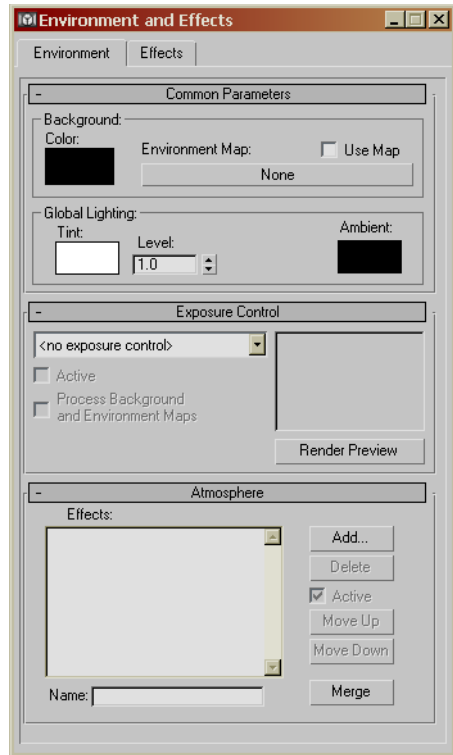 Environment and Effects
Environment Effects
- Common Parameters
Background:
Color:
Environment Map: Use Map
None
Global Lighting:
Tint:
Level:
Ambient:
1.0
- Exposure Control
<no exposure control>
Active
Process Background
and Environment Maps
Render Preview
- Atmosphere
Effects:
Add...
Delete
Active
Move Up
Move Down
Name:
Merge